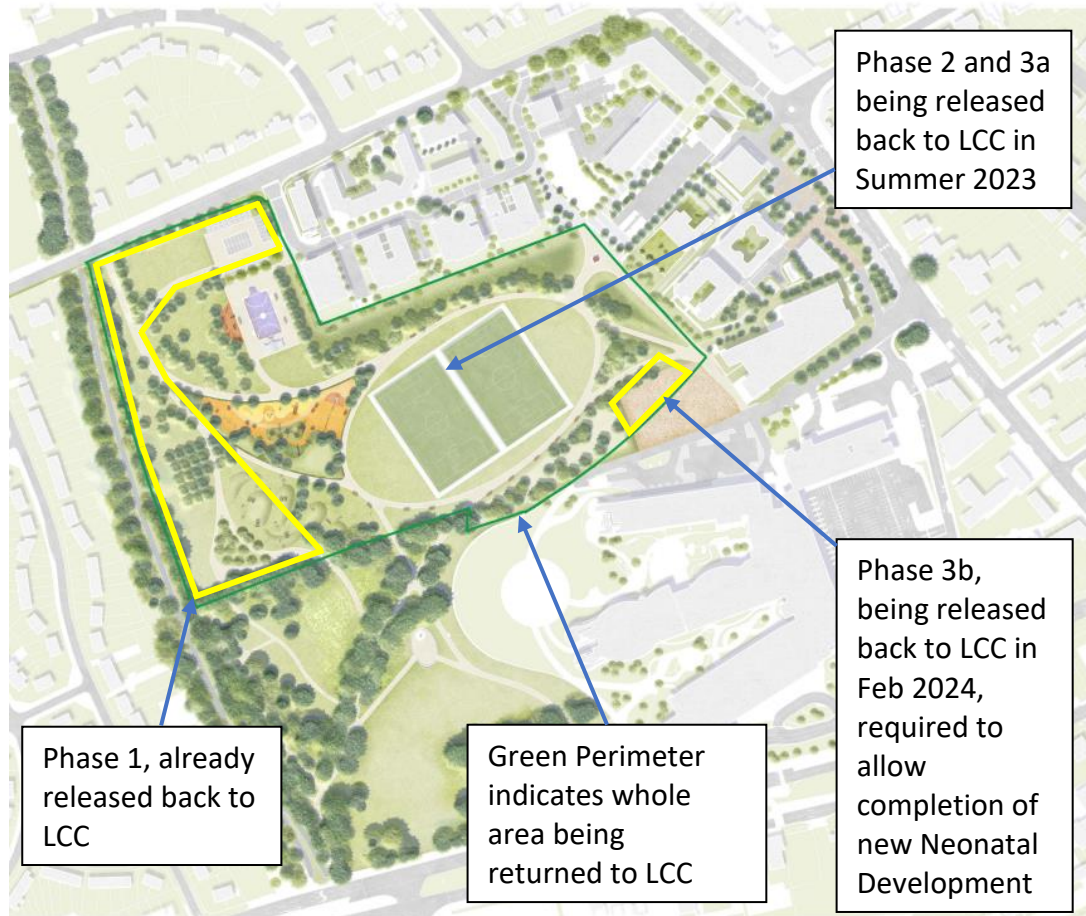 Phase 2 and 3a
being released
back to LCC in
Summer 2023
Phase 1, already
released back to
LCC
Green Perimeter
indicates whole
area being
returned to LCC
Phase 3b,
being released
back to LCC in
Feb 2024,
required to
allow
completion of
new Neonatal
Development